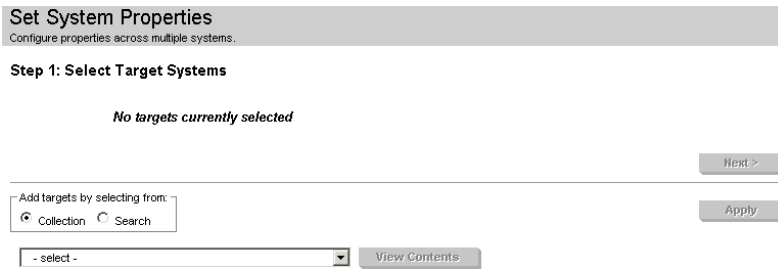 Set System Properties
Configure properties across multiple systems.
Step 1: Select Target Systems
No targets currently selected
Next >
Add targets by selecting from:
Collection Search
Apply
- select - View Contents